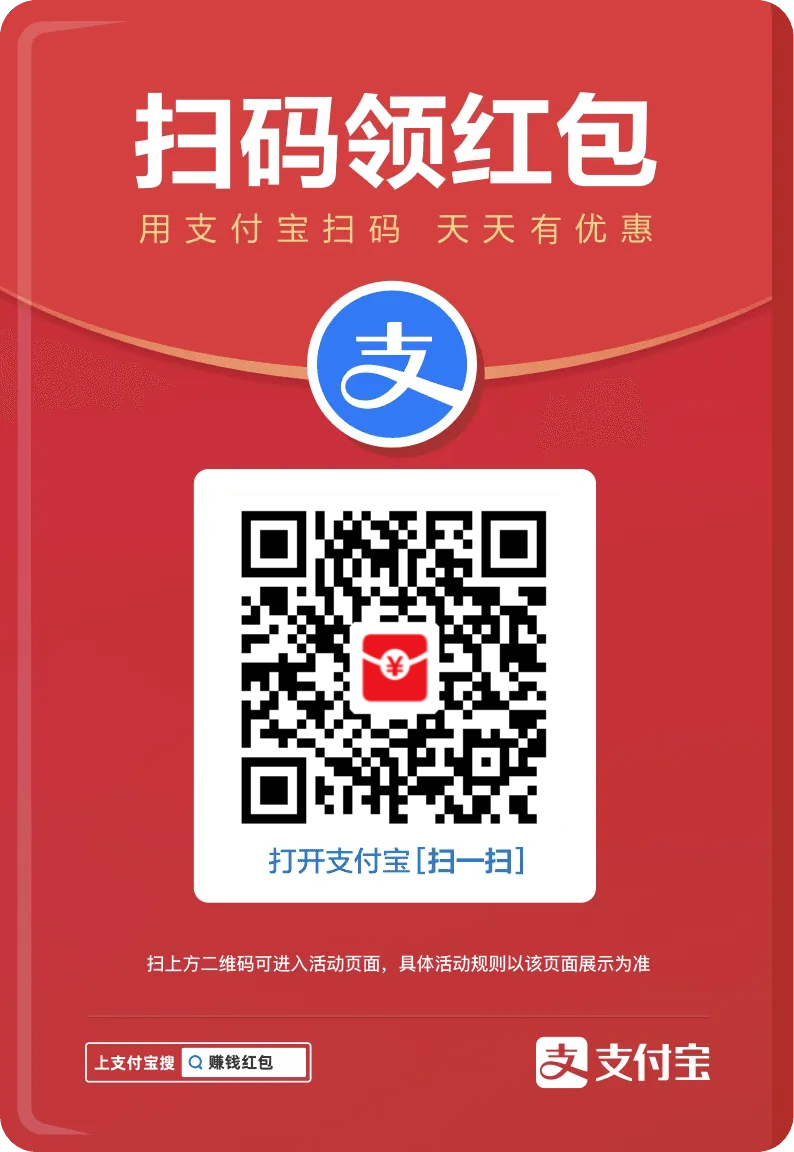 扫码领红包
用支付宝扫码 天天有优惠
支
¥
打开支付宝[扫一扫]
扫上方二维码可进入活动页面，具体活动规则以该页面展示为准
上支付宝搜 赚钱红包
支 支付宝